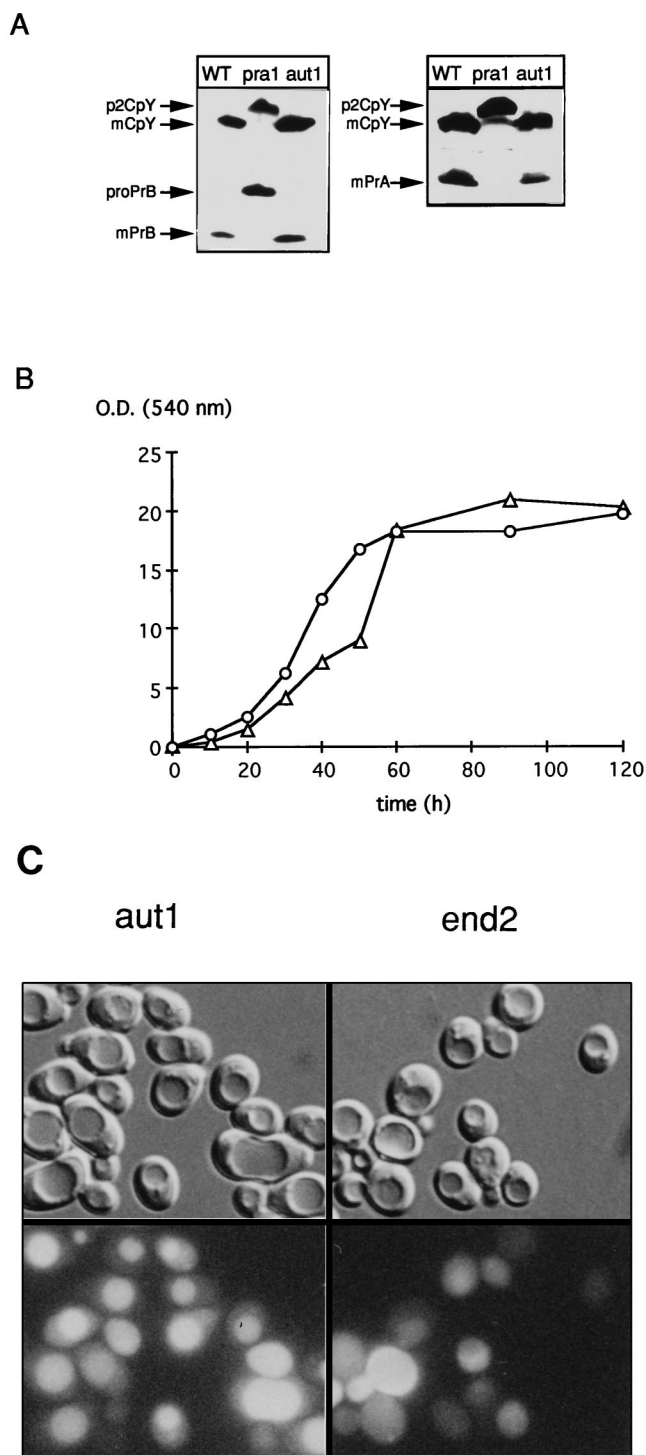 A
WT pra1 aut1
WT pra1 aut1
p2CpY
mCpY
proPrB
mPrB
p2CpY
mCpY
mPrA
B
O.D. (540 nm)
25
20
15
10
5
0
0 20 40 60 80 100 120
time (h)
C
aut1 end2